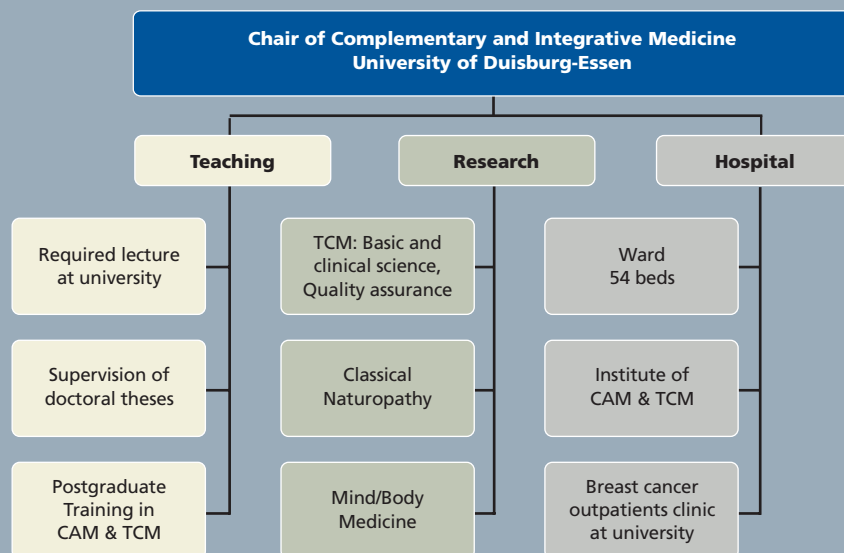 Chair of Complementary and Integrative Medicine
University of Duisburg-Essen
Teaching
Research
Hospital
Required lecture
at university
TCM: Basic and
clinical science,
Quality assurance
Ward
54 beds
Supervision of
doctoral theses
Classical
Naturopathy
Institute of
CAM & TCM
Postgraduate
Training in
CAM & TCM
Mind/Body
Medicine
Breast cancer
outpatients clinic
at university